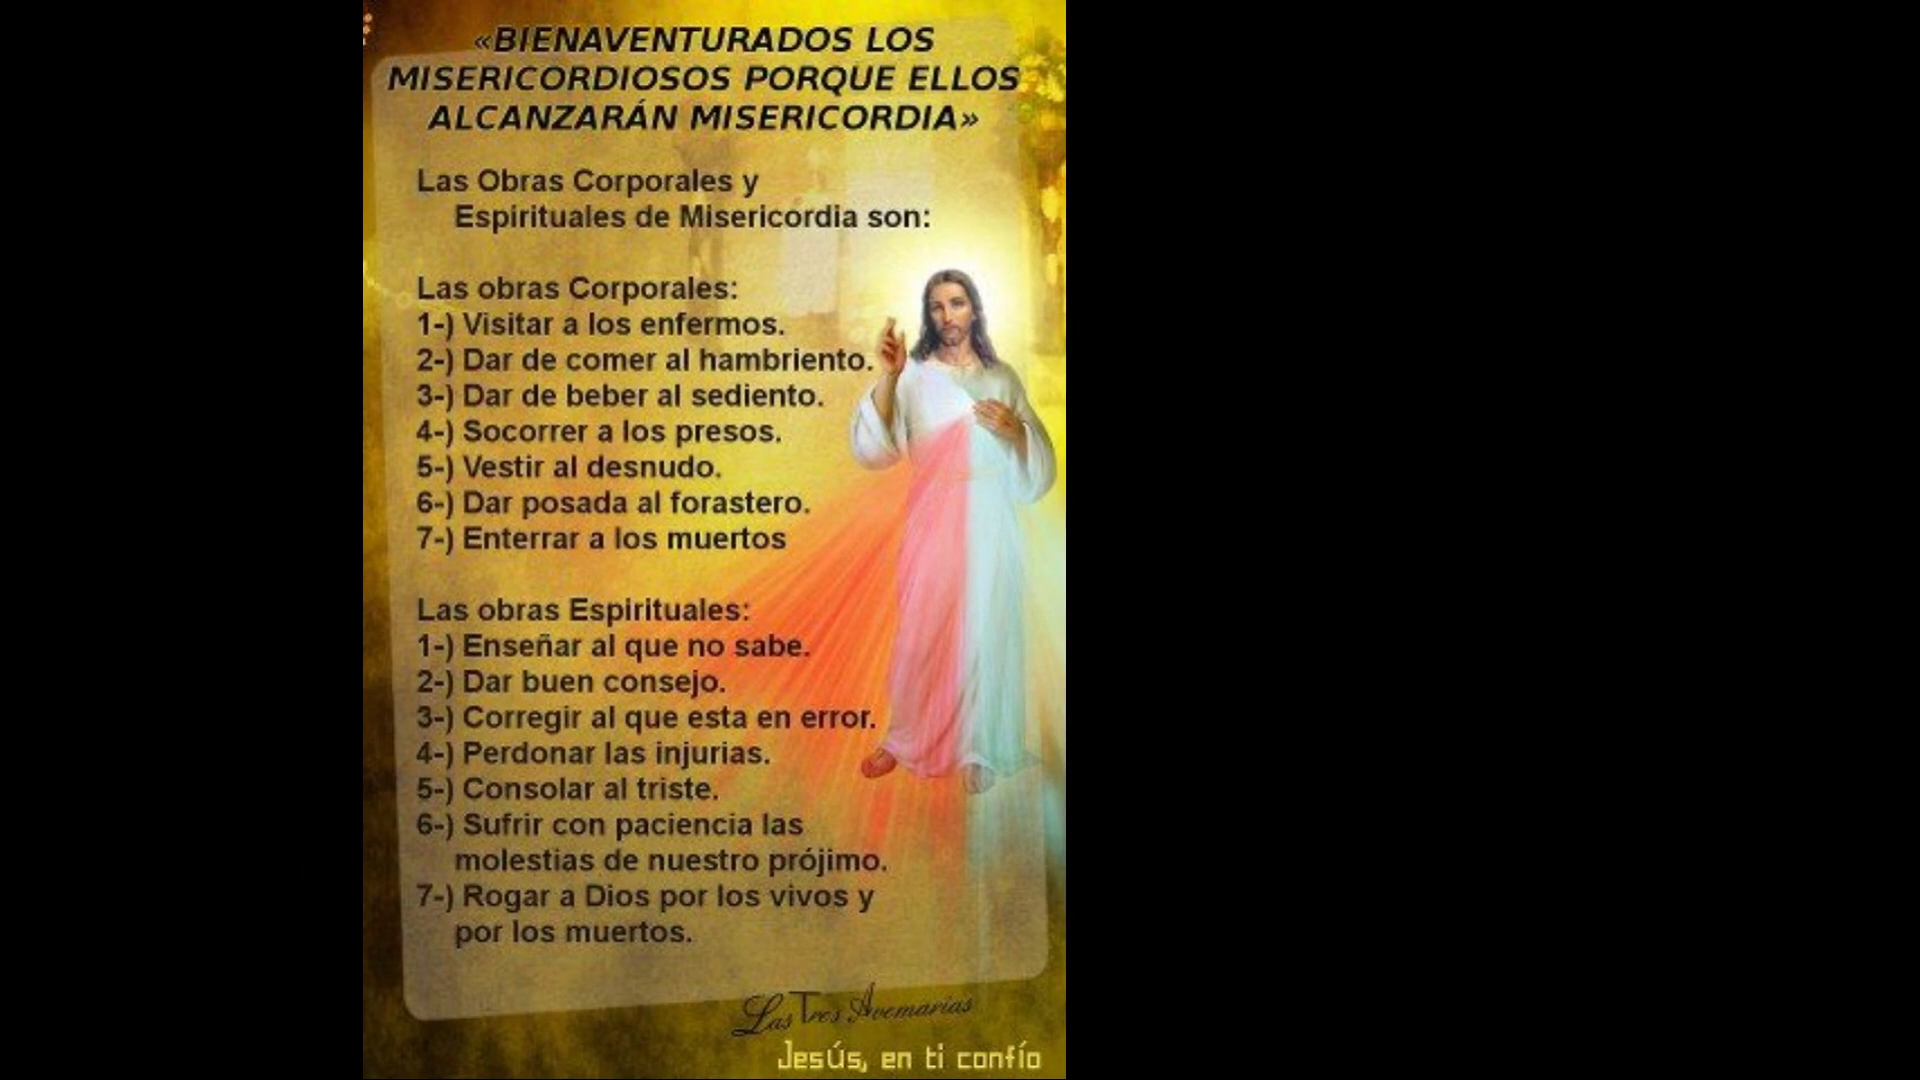 «BIENAVENTURADOS LOS
MISERICORDIOSOS PORQUE ELLOS
ALCANZARÁN MISERICORDIA»
Las Obras Corporales y
Espirituales de Misericordia son:
Las obras Corporales:
1-) Visitar a los enfermos.
2-) Dar de comer al hambriento.
3-) Dar de beber al sediento.
4-) Socorrer a los presos.
5-) Vestir al desnudo.
6-) Dar posada al forastero.
7-) Enterrar a los muertos
Las obras Espirituales:
1-) Enseñar al que no sabe.
2-) Dar buen consejo.
3-) Corregir al que esta en error.
4-) Perdonar las injurias.
5-) Consolar al triste.
6-) Sufrir con paciencia las
molestias de nuestro prójimo.
7-) Rogar a Dios por los vivos y
por los muertos.
Las Tres Avemarías
Jesús, en ti confío